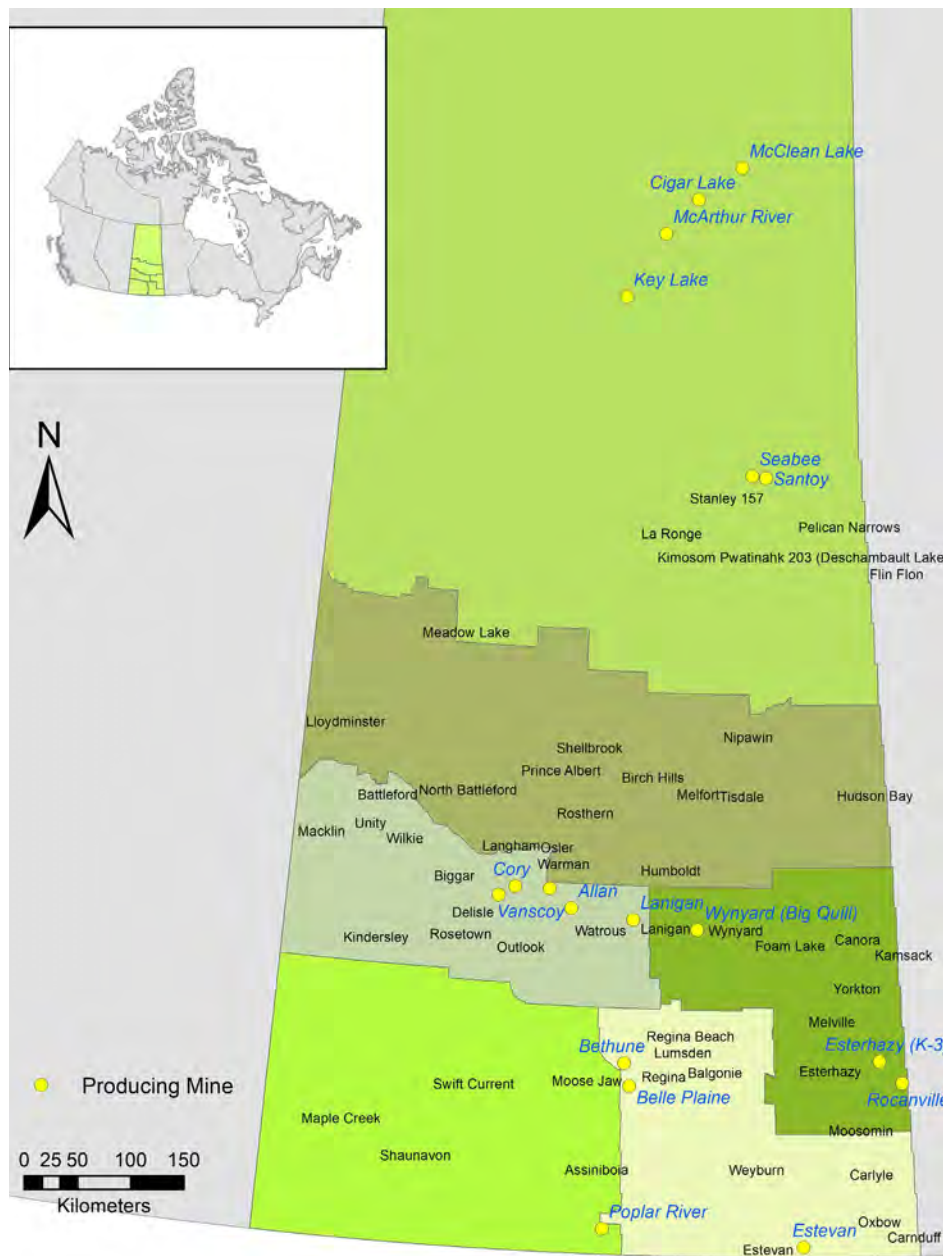 McClean Lake
Cigar Lake
McArthur River
Key Lake
N
Seabee
Santoy
Stanley 157
Pelican Narrows
La Ronge
Kimosom Pwatinahk 203 (Deschambault Lake
Flin Flon
Meadow Lake
Lloydminster
Nipawin
Shellbrook
Prince Albert
Birch Hills
North Battleford
Battleford
Melfort
Tisdale
Hudson Bay
Rosthern
Unity
Macklin
Wilkie
Langham
Osler
Warman
Humboldt
Cory
Biggar
Allan
Delisle
Vanscoy
Lanigan
Wynyard (Big Quill)
Rosetown
Kindersley
Watrous
Lanigan
Wynyard
Outlook
Foam Lake
Canora
Kamsack
Yorkton
Melville
Regina Beach
Bethune
Lumsden
Esterhazy (K-3
Esterhazy
Producing Mine
Swift Current
Moose Jaw
Regina
Balgonie
Belle Plaine
Rocanville
Maple Creek
Moosomin
Shaunavon
0 25 50 100 150
Kilometers
Assiniboia
Weyburn
Carlyle
Poplar River
Estevan
Oxbow
Carnduff
Estevan